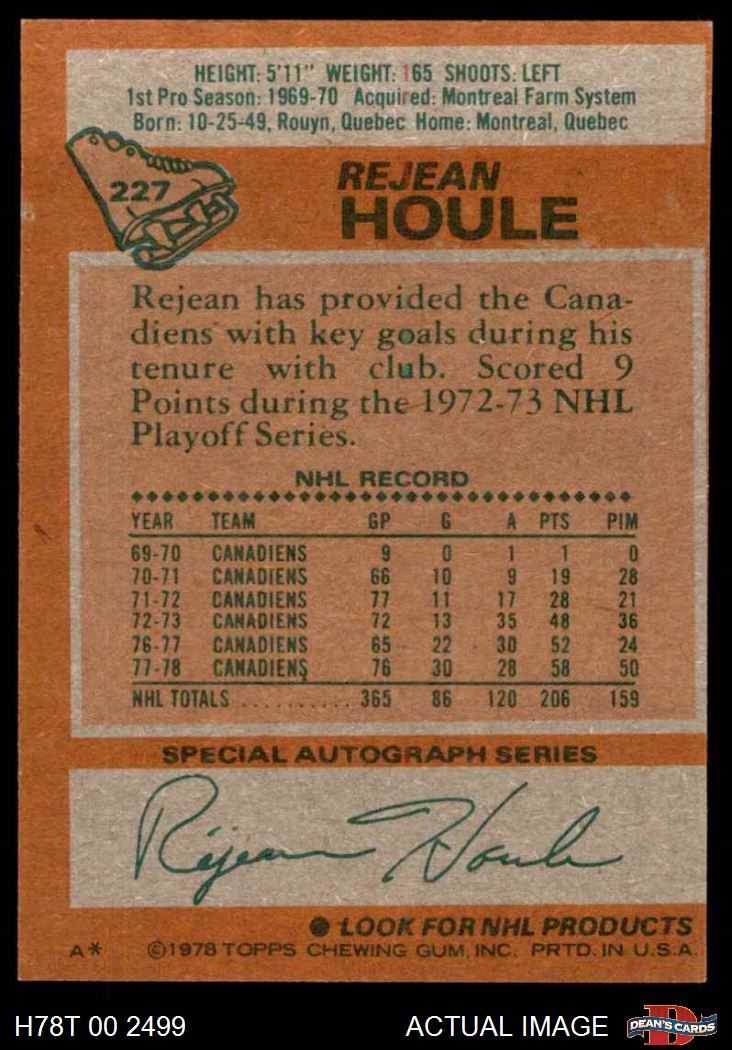 HEIGHT: 5'11" WEIGHT: 165 SHOOTS: LEFT
1st Pro Season: 1969-70 Acquired: Montreal Farm System
Born: 10-25-49, Rouyn, Quebec Home: Montreal, Quebec
227
REJEAN
HOULE
Rejean has provided the Cana-
diens with key goals during his
tenure with club. Scored 9
Points during the 1972-73 NHL
Playoff Series.
NHL RECORD
YEAR TEAM GP G A PTS PIM
69-70 CANADIENS 9 0 1 1 0
70-71 CANADIENS 66 10 9 19 28
71-72 CANADIENS 77 11 17 28 21
72-73 CANADIENS 72 13 35 48 36
76-77 CANADIENS 65 22 30 52 24
77-78 CANADIENS 76 30 28 58 50
NHL TOTALS .......... 365 86 120 206 159
SPECIAL AUTOGRAPH SERIES
Réjean Houle
● LOOK FOR NHL PRODUCTS
A* ©1978 TOPPS CHEWING GUM, INC. PRTD. IN U.S.A.
H78T 00 2499 ACTUAL IMAGE D DEAN'S CARDS